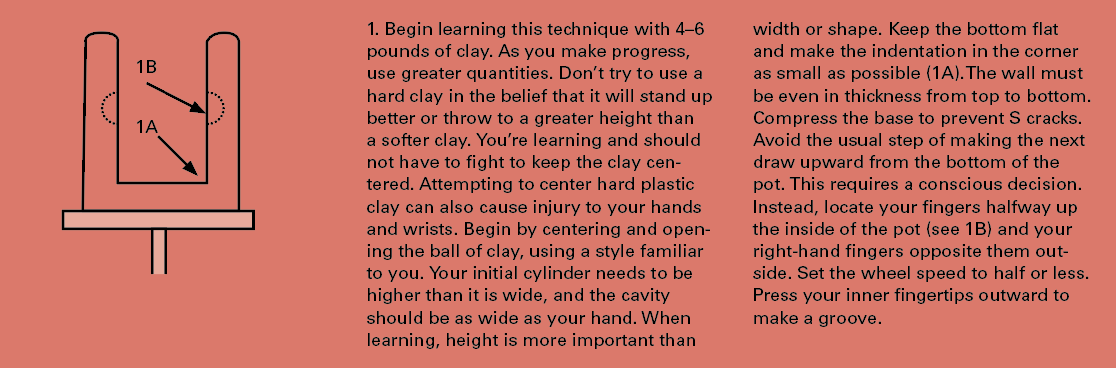 1B
1A
1. Begin learning this technique with 4–6
pounds of clay. As you make progress,
use greater quantities. Don't try to use a
hard clay in the belief that it will stand up
better or throw to a greater height than
a softer clay. You're learning and should
not have to fight to keep the clay cen-
tered. Attempting to center hard plastic
clay can also cause injury to your hands
and wrists. Begin by centering and open-
ing the ball of clay, using a style familiar
to you. Your initial cylinder needs to be
higher than it is wide, and the cavity
should be as wide as your hand. When
learning, height is more important than
width or shape. Keep the bottom flat
and make the indentation in the corner
as small as possible (1A).The wall must
be even in thickness from top to bottom.
Compress the base to prevent S cracks.
Avoid the usual step of making the next
draw upward from the bottom of the
pot. This requires a conscious decision.
Instead, locate your fingers halfway up
the inside of the pot (see 1B) and your
right-hand fingers opposite them out-
side. Set the wheel speed to half or less.
Press your inner fingertips outward to
make a groove.